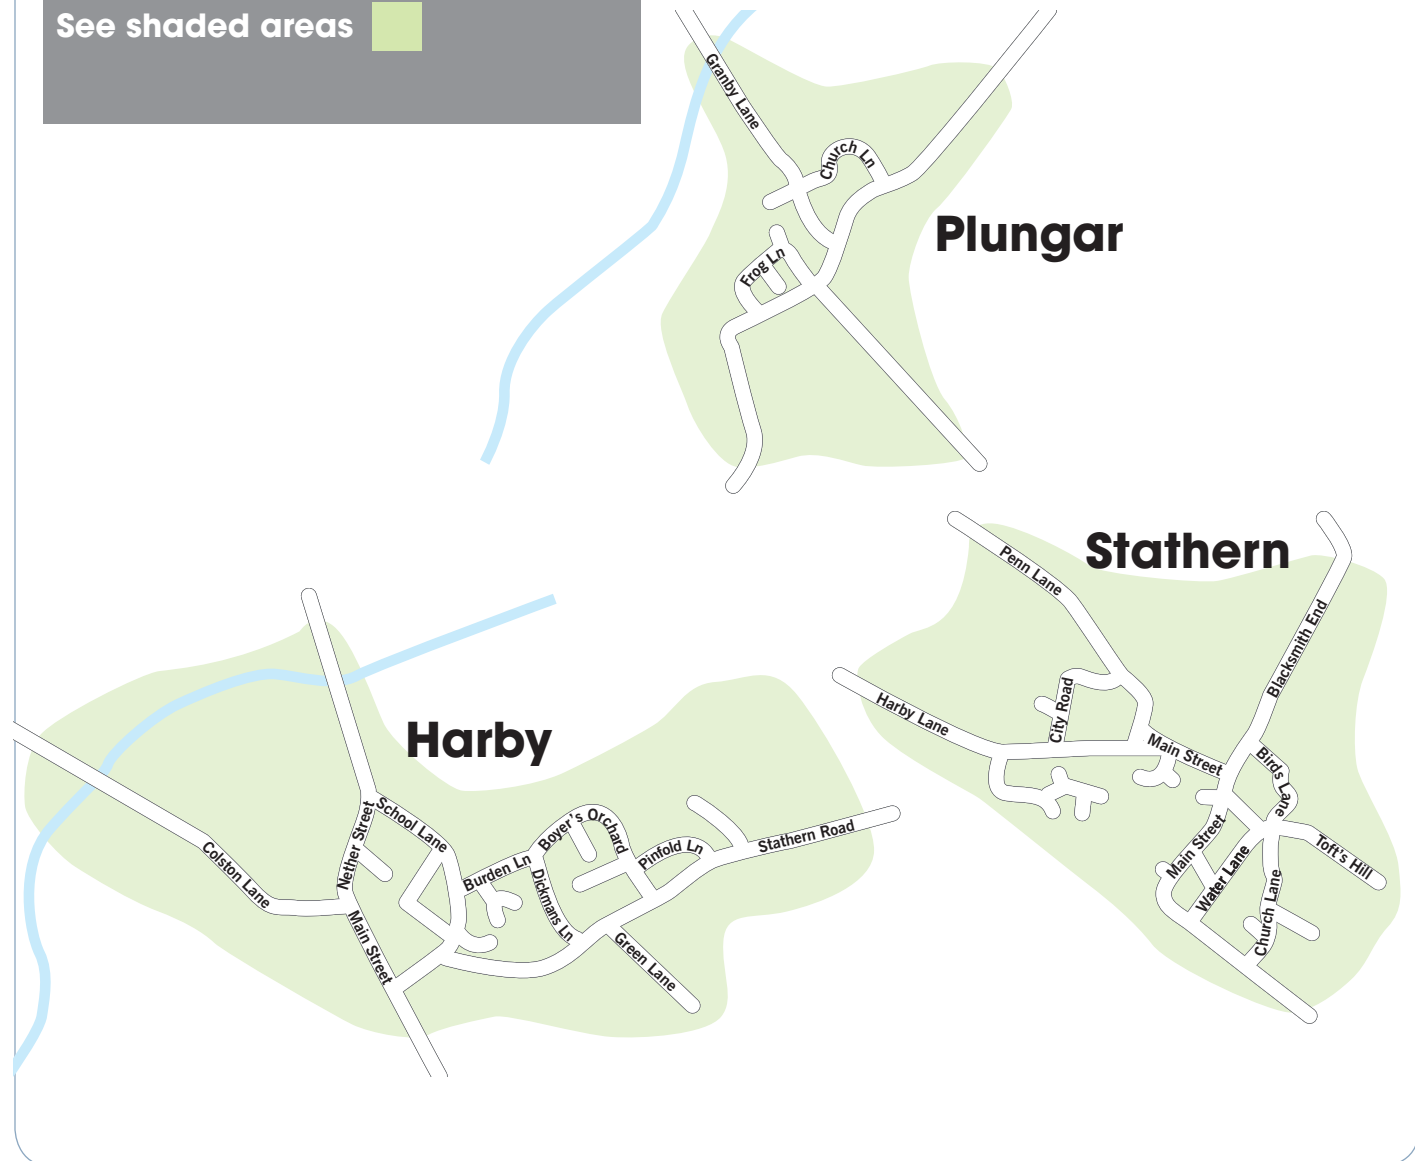 See shaded areas
Granby Lane
Church Ln
Plungar
Frog Ln
Stathern
Penn Lane
Blacksmith End
City Road
Harby Lane
Main Street
Birds Lane
Main Street
Water Lane
Toft's Hill
Church Lane
Harby
School Lane
Nether Street
Colston Lane
Main Street
Burden Ln
Boyer's Orchard
Dickmans Ln
Pinfold Ln
Stathern Road
Green Lane